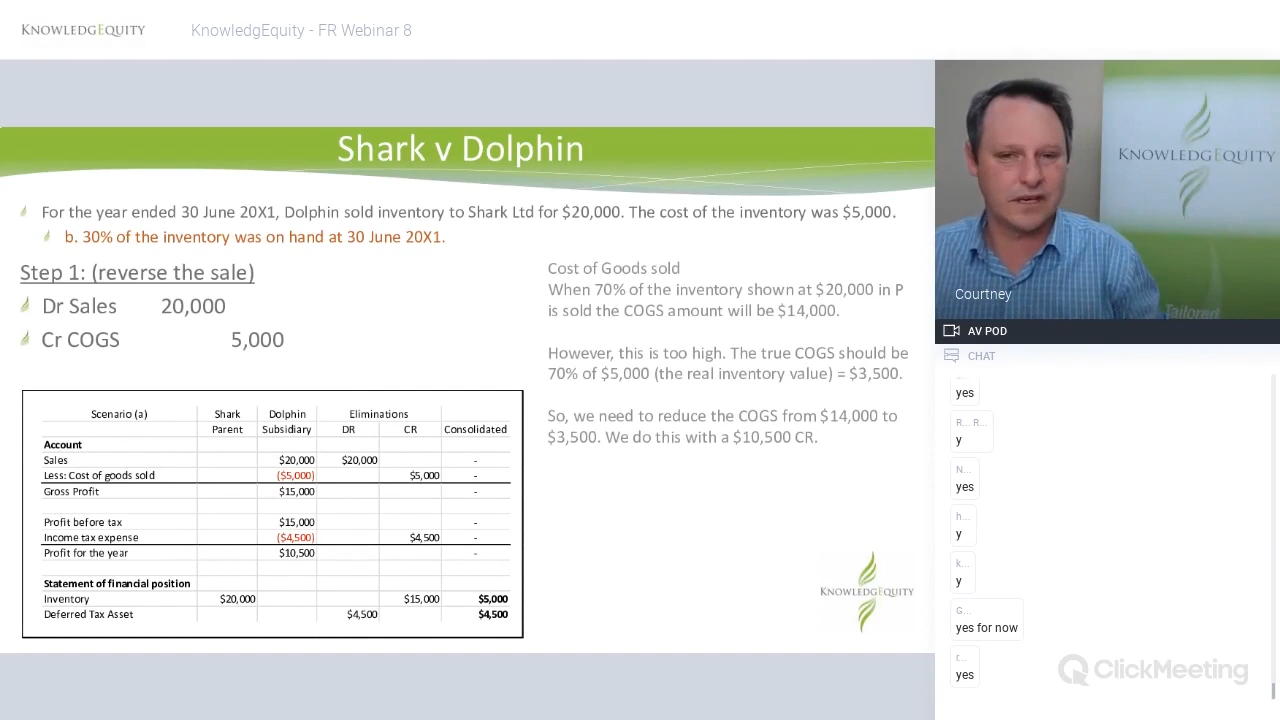 KNOWLEDGEQUITY
KnowledgEquity - FR Webinar 8
Shark v Dolphin
For the year ended 30 June 20X1, Dolphin sold inventory to Shark Ltd for $20,000. The cost of the inventory was $5,000.
b. 30% of the inventory was on hand at 30 June 20X1.
Step 1: (reverse the sale)
Dr Sales 20,000
Cr COGS 5,000
Cost of Goods sold
When 70% of the inventory shown at $20,000 in P
is sold the COGS amount will be $14,000.
However, this is too high. The true COGS should be
70% of $5,000 (the real inventory value) = $3,500.
So, we need to reduce the COGS from $14,000 to
$3,500. We do this with a $10,500 CR.
Scenario (a) Shark Dolphin Eliminations
Parent Subsidiary DR CR Consolidated
Account
Sales $20,000 $20,000 -
Less: Cost of goods sold ($5,000) $5,000 -
Gross Profit $15,000 -
Profit before tax $15,000 -
Income tax expense ($4,500) $4,500 -
Profit for the year $10,500 -
Statement of financial position
Inventory $20,000 $15,000 $5,000
Deferred Tax Asset $4,500 $4,500
KNOWLEDGEQUITY
KNOWLEDGEQUITY
Tailored
Courtney
AV POD
CHAT
yes
R... R...
y
N...
yes
h...
y
k...
y
G...
yes for now
r...
yes
ClickMeeting